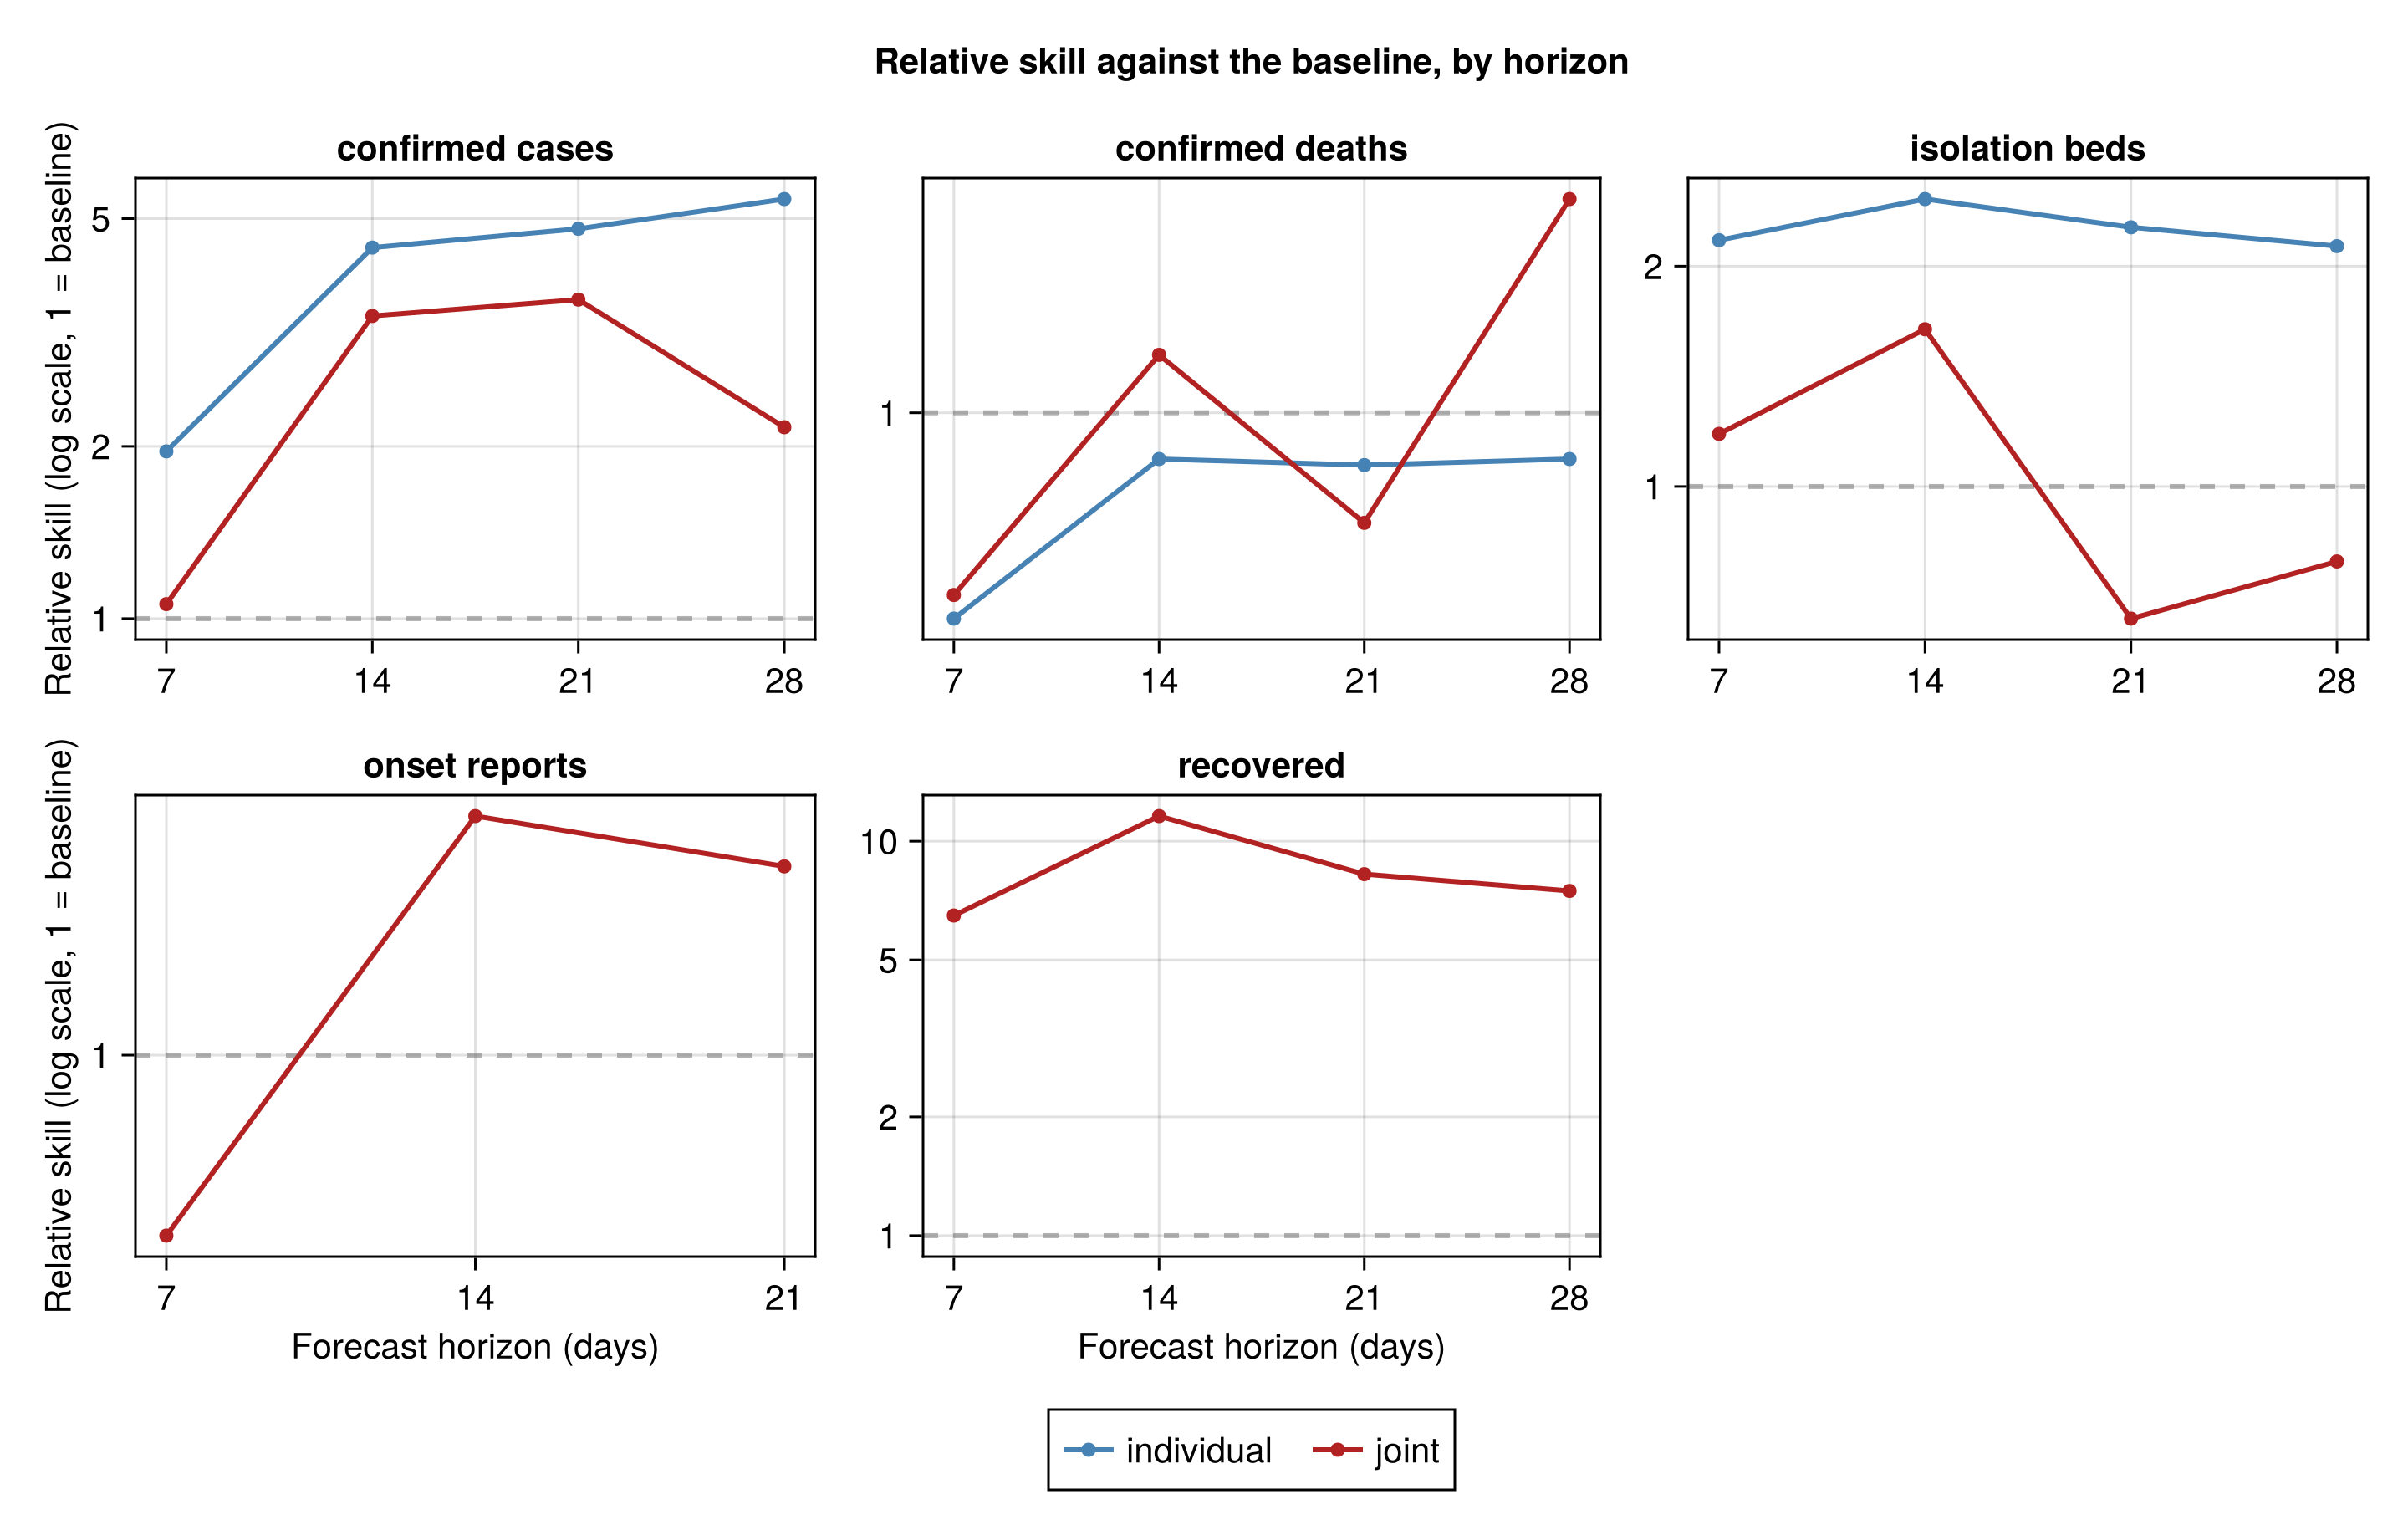 Relative skill against the baseline, by horizon
confirmed cases
confirmed deaths
isolation beds
Relative skill (log scale, 1 = baseline)
5
2
1
7 14 21 28
1
7 14 21 28
2
1
7 14 21 28
onset reports
recovered
Relative skill (log scale, 1 = baseline)
1
7 14 21
Forecast horizon (days)
10
5
2
1
7 14 21 28
Forecast horizon (days)
individual joint